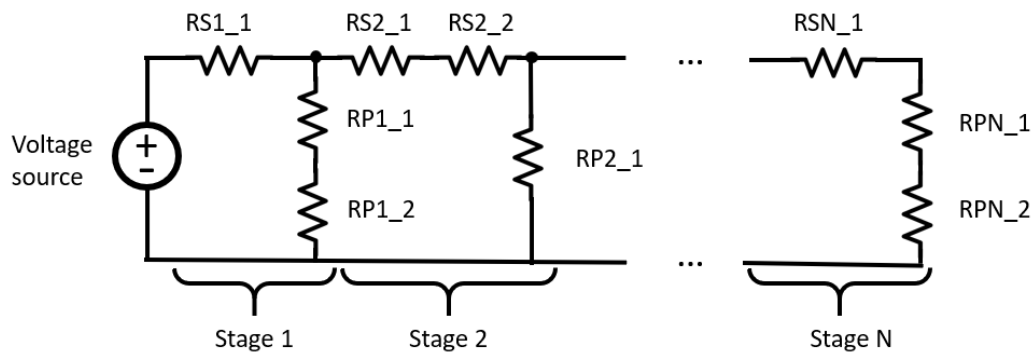 RS1_1
RS2_1
RS2_2
RSN_1
...
RP1_1
RPN_1
Voltage
source
+
-
RP2_1
RP1_2
RPN_2
...
Stage 1
Stage 2
Stage N